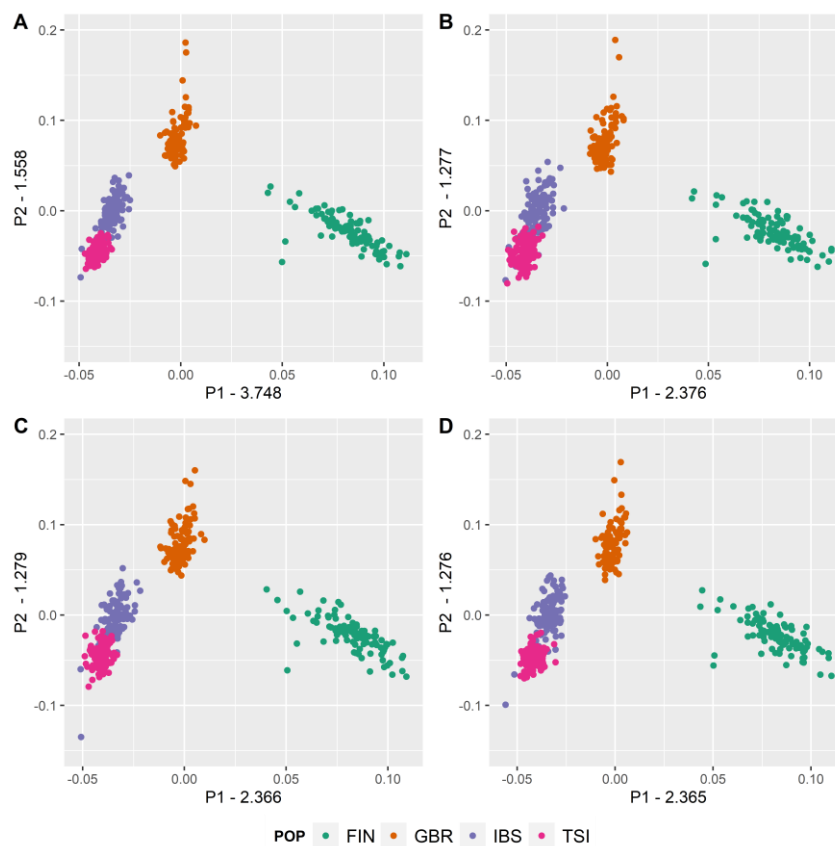 A
B
0.2
0.1
0.0
-0.1
P2 - 1.558
-0.05
0.00
0.05
0.10
P1 - 3.748
0.2
0.1
0.0
-0.1
P2 - 1.277
-0.05
0.00
0.05
0.10
P1 - 2.376
C
D
0.2
0.1
0.0
-0.1
P2 - 1.279
-0.05
0.00
0.05
0.10
P1 - 2.366
0.2
0.1
0.0
-0.1
P2 - 1.276
-0.05
0.00
0.05
0.10
P1 - 2.365
POP FIN GBR IBS TSI